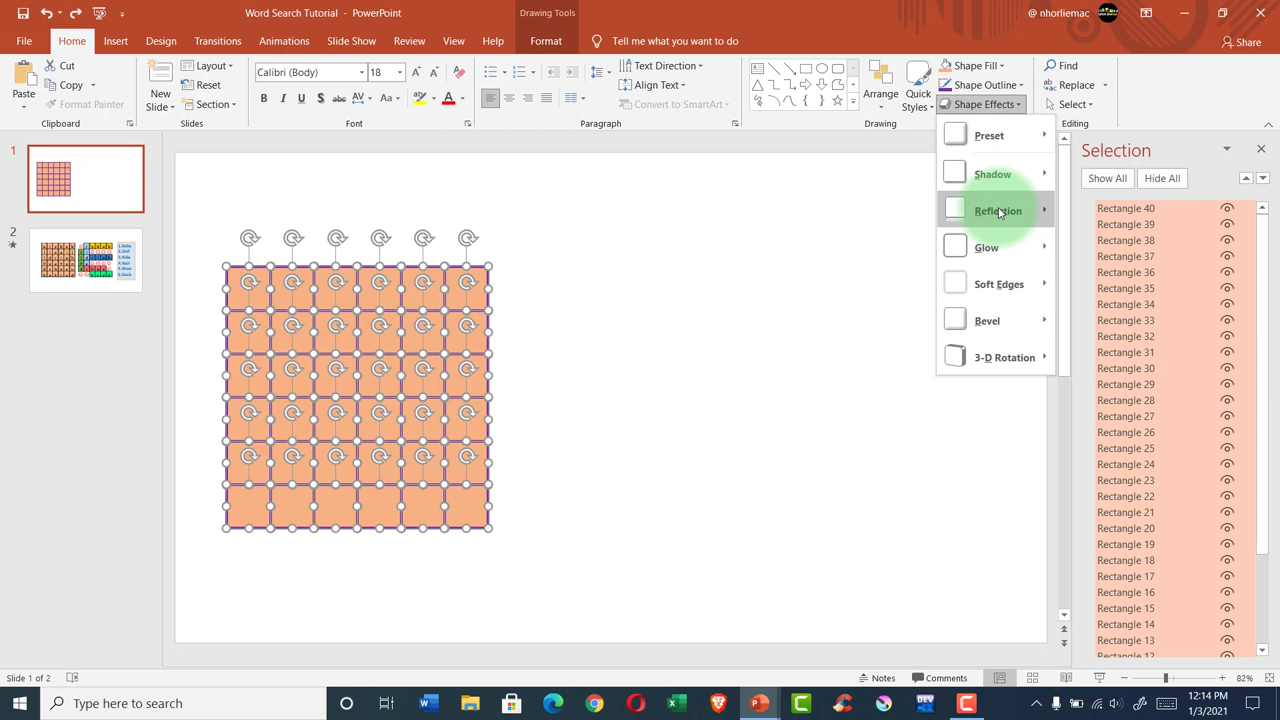 Word Search Tutorial - PowerPoint
Drawing Tools
@ nhorliemac
File Home Insert Design Transitions Animations Slide Show Review View Help Format Tell me what you want to do Share
Paste
Cut
Copy
Format Painter
Clipboard
New Slide
Layout
Reset
Section
Slides
Calibri (Body) 18
B I U S abc AV Aa A
Font
Text Direction
Align Text
Convert to SmartArt
Paragraph
Arrange
Quick Styles
Shape Fill
Shape Outline
Shape Effects
Drawing
Find
Replace
Select
Editing
Preset
Shadow
Reflection
Glow
Soft Edges
Bevel
3-D Rotation
1
2
Selection
Show All Hide All
Rectangle 40
Rectangle 39
Rectangle 38
Rectangle 37
Rectangle 36
Rectangle 35
Rectangle 34
Rectangle 33
Rectangle 32
Rectangle 31
Rectangle 30
Rectangle 29
Rectangle 28
Rectangle 27
Rectangle 26
Rectangle 25
Rectangle 24
Rectangle 23
Rectangle 22
Rectangle 21
Rectangle 20
Rectangle 19
Rectangle 18
Rectangle 17
Rectangle 16
Rectangle 15
Rectangle 14
Rectangle 13
Rectangle 12
Slide 1 of 2
Notes Comments 82%
Type here to search
12:14 PM
1/3/2021